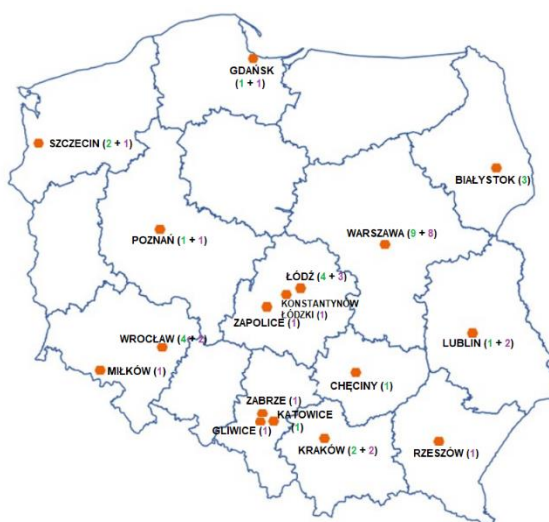 GDAŃSK
(1 + 1)
SZCZECIN (2 + 1)
BIAŁYSTOK (3)
POZNAŃ (1 + 1)
WARSZAWA (9 + 8)
ŁÓDŹ (4 + 3)
KONSTANTYNÓW
ŁÓDZKI (1)
ZAPOLICE (1)
WROCŁAW (4 + 2)
LUBLIN (1 + 2)
MIŁKÓW (1)
CHĘCINY (1)
ZABRZE (1)
KATOWICE
(1)
GLIWICE (1)
KRAKÓW (2 + 2)
RZESZÓW (1)